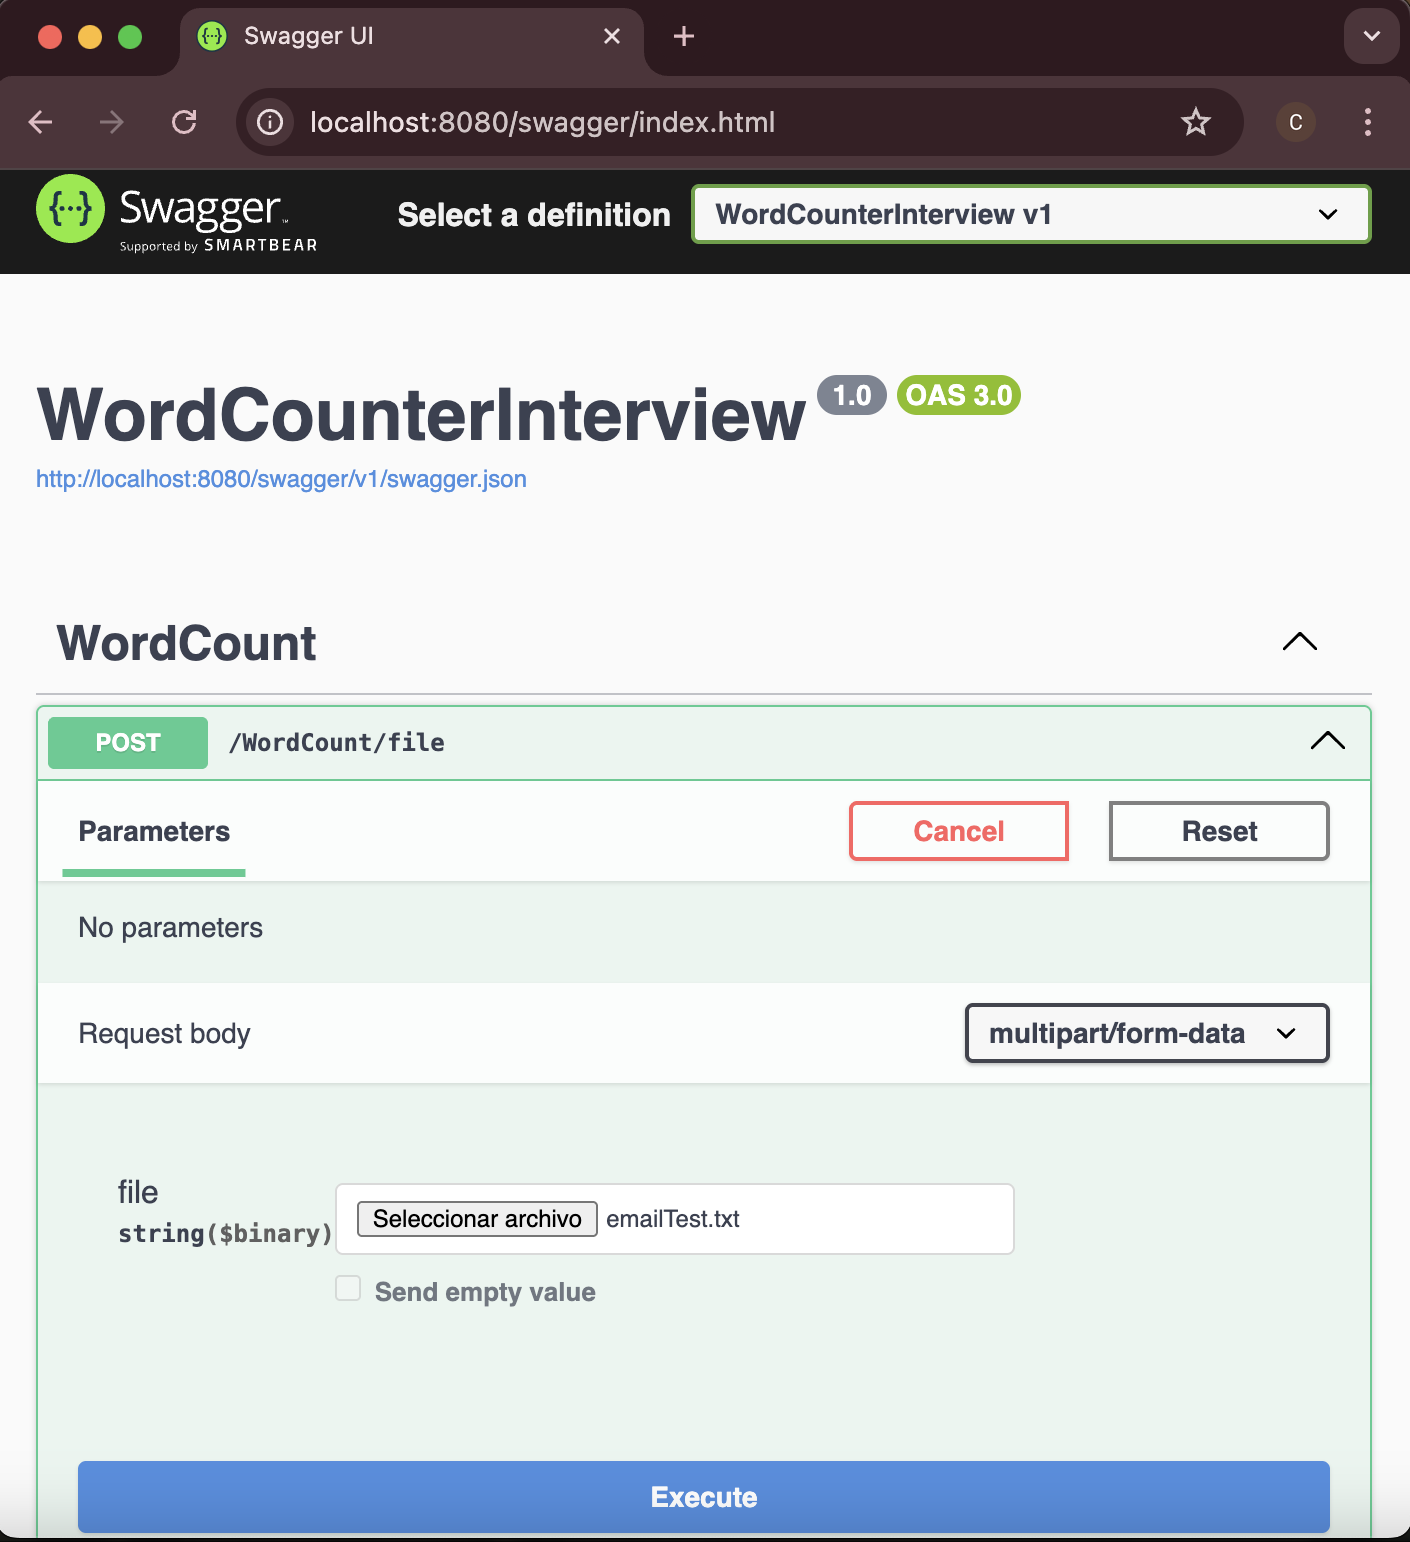 Swagger UI
localhost:8080/swagger/index.html
C
{...} Swagger™
Supported by SMARTBEAR
Select a definition
WordCounterInterview v1
WordCounterInterview 1.0 OAS 3.0
http://localhost:8080/swagger/v1/swagger.json
WordCount
POST /WordCount/file
Parameters
Cancel
Reset
No parameters
Request body
multipart/form-data
file
string($binary)
Seleccionar archivo emailTest.txt
Send empty value
Execute